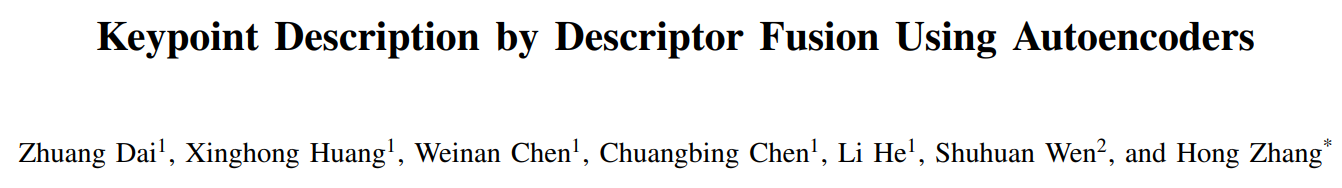 Keypoint Description by Descriptor Fusion Using Autoencoders
Zhuang Dai¹, Xinghong Huang¹, Weinan Chen¹, Chuangbing Chen¹, Li He¹, Shuhuan Wen², and Hong Zhang*